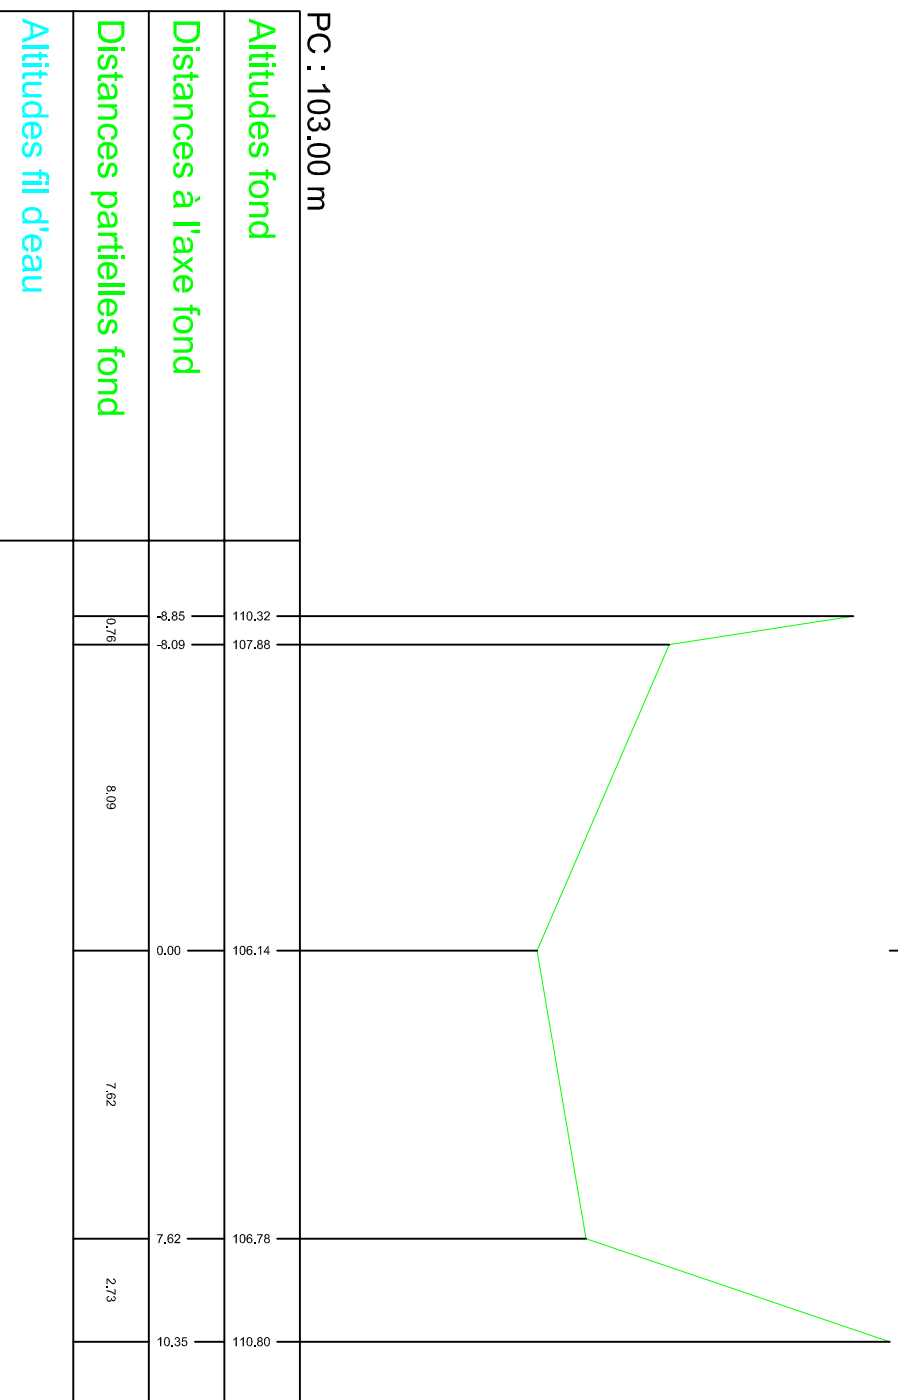 PC : 103.00 m
Altitudes fond
110.32
107.88
106.14
106.78
110.80
Distances à l'axe fond
-8.85
-8.09
0.00
7.62
10.35
Distances partielles fond
0.76
8.09
7.62
2.73
Altitudes fil d'eau